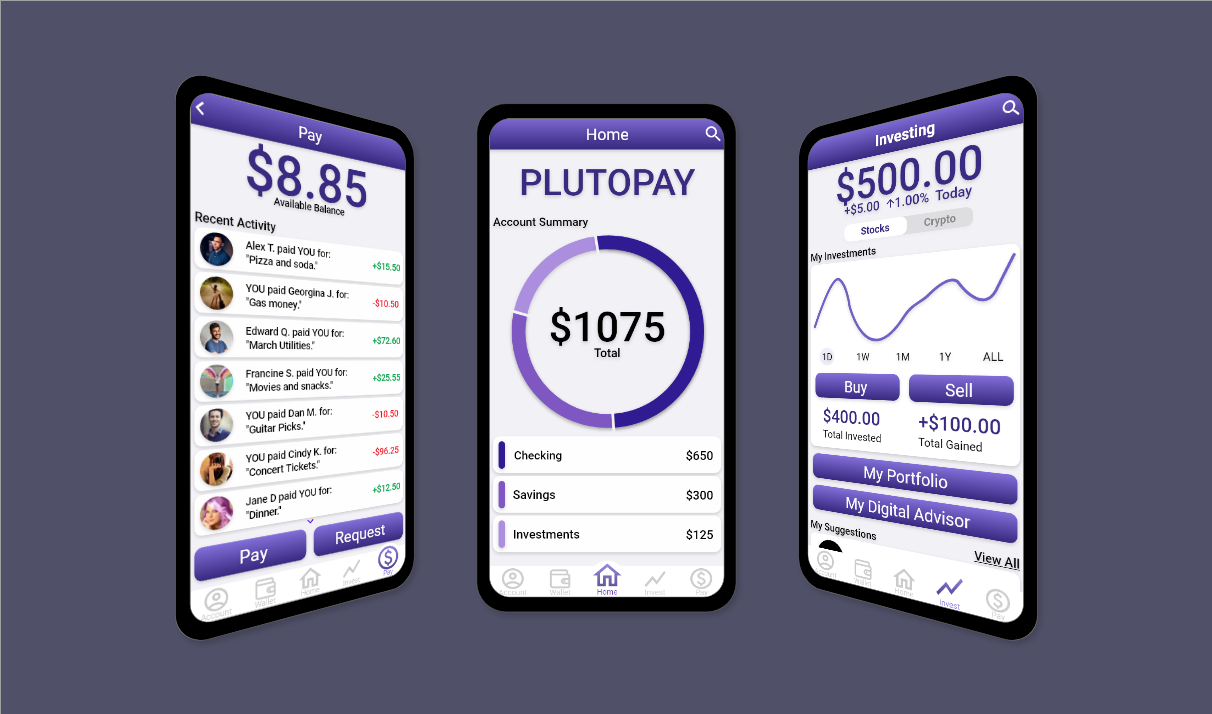 Pay
$8.85
Available Balance
Recent Activity
Alex T. paid YOU for:
"Pizza and soda."
+$15.50
YOU paid Georgina J. for:
"Gas money."
-$10.50
Edward Q. paid YOU for:
"March Utilities."
+$72.60
Francine S. paid YOU for:
"Movies and snacks."
+$25.55
YOU paid Dan M. for:
"Guitar Picks."
-$10.50
YOU paid Cindy K. for:
"Concert Tickets."
-$96.25
Jane D paid YOU for:
"Dinner."
+$12.50
Pay
Request
Account
Wallet
Home
Invest
Pay
Home
PLUTOPAY
Account Summary
$1075
Total
Checking $650
Savings $300
Investments $125
Account
Wallet
Home
Invest
Pay
Investing
$500.00
+$5.00 ↑1.00% Today
Stocks
Crypto
My Investments
1D 1W 1M 1Y ALL
Buy
Sell
$400.00
Total Invested
+$100.00
Total Gained
My Portfolio
My Digital Advisor
My Suggestions
View All
Account
Wallet
Home
Invest
Pay